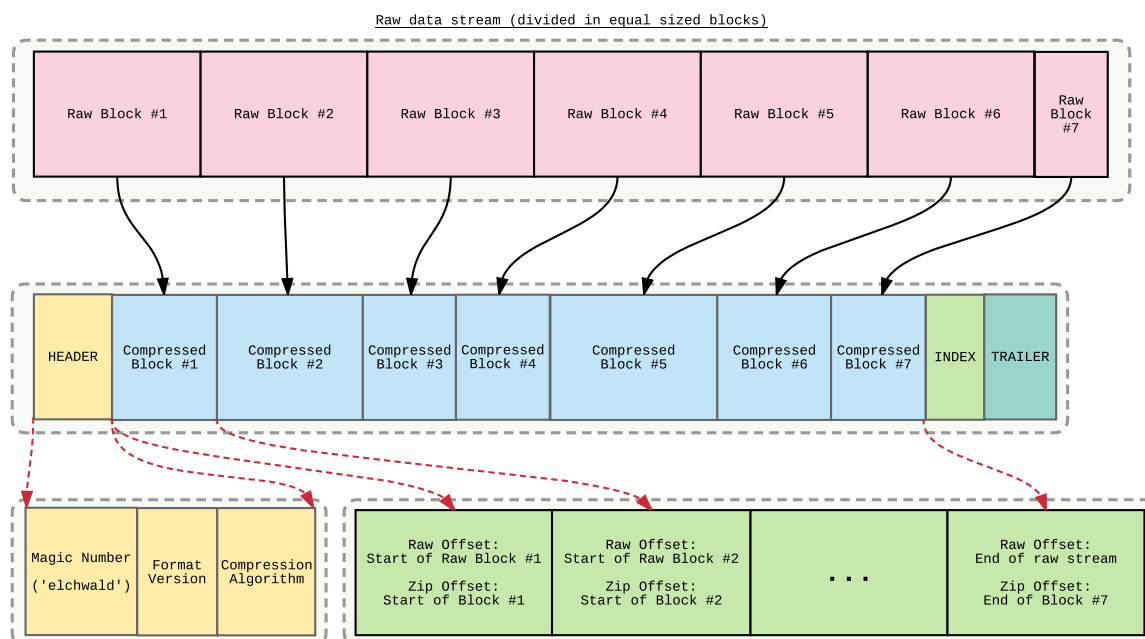 Raw data stream (divided in equal sized blocks)
Raw Block #1
Raw Block #2
Raw Block #3
Raw Block #4
Raw Block #5
Raw Block #6
Raw
Block
#7
HEADER
Compressed
Block #1
Compressed
Block #2
Compressed
Block #3
Compressed
Block #4
Compressed
Block #5
Compressed
Block #6
Compressed
Block #7
INDEX
TRAILER
Magic Number
('elchwald')
Format
Version
Compression
Algorithm
Raw Offset:
Start of Raw Block #1
Zip Offset:
Start of Block #1
Raw Offset:
Start of Raw Block #2
Zip Offset:
Start of Block #2
...
Raw Offset:
End of raw stream
Zip Offset:
End of Block #7